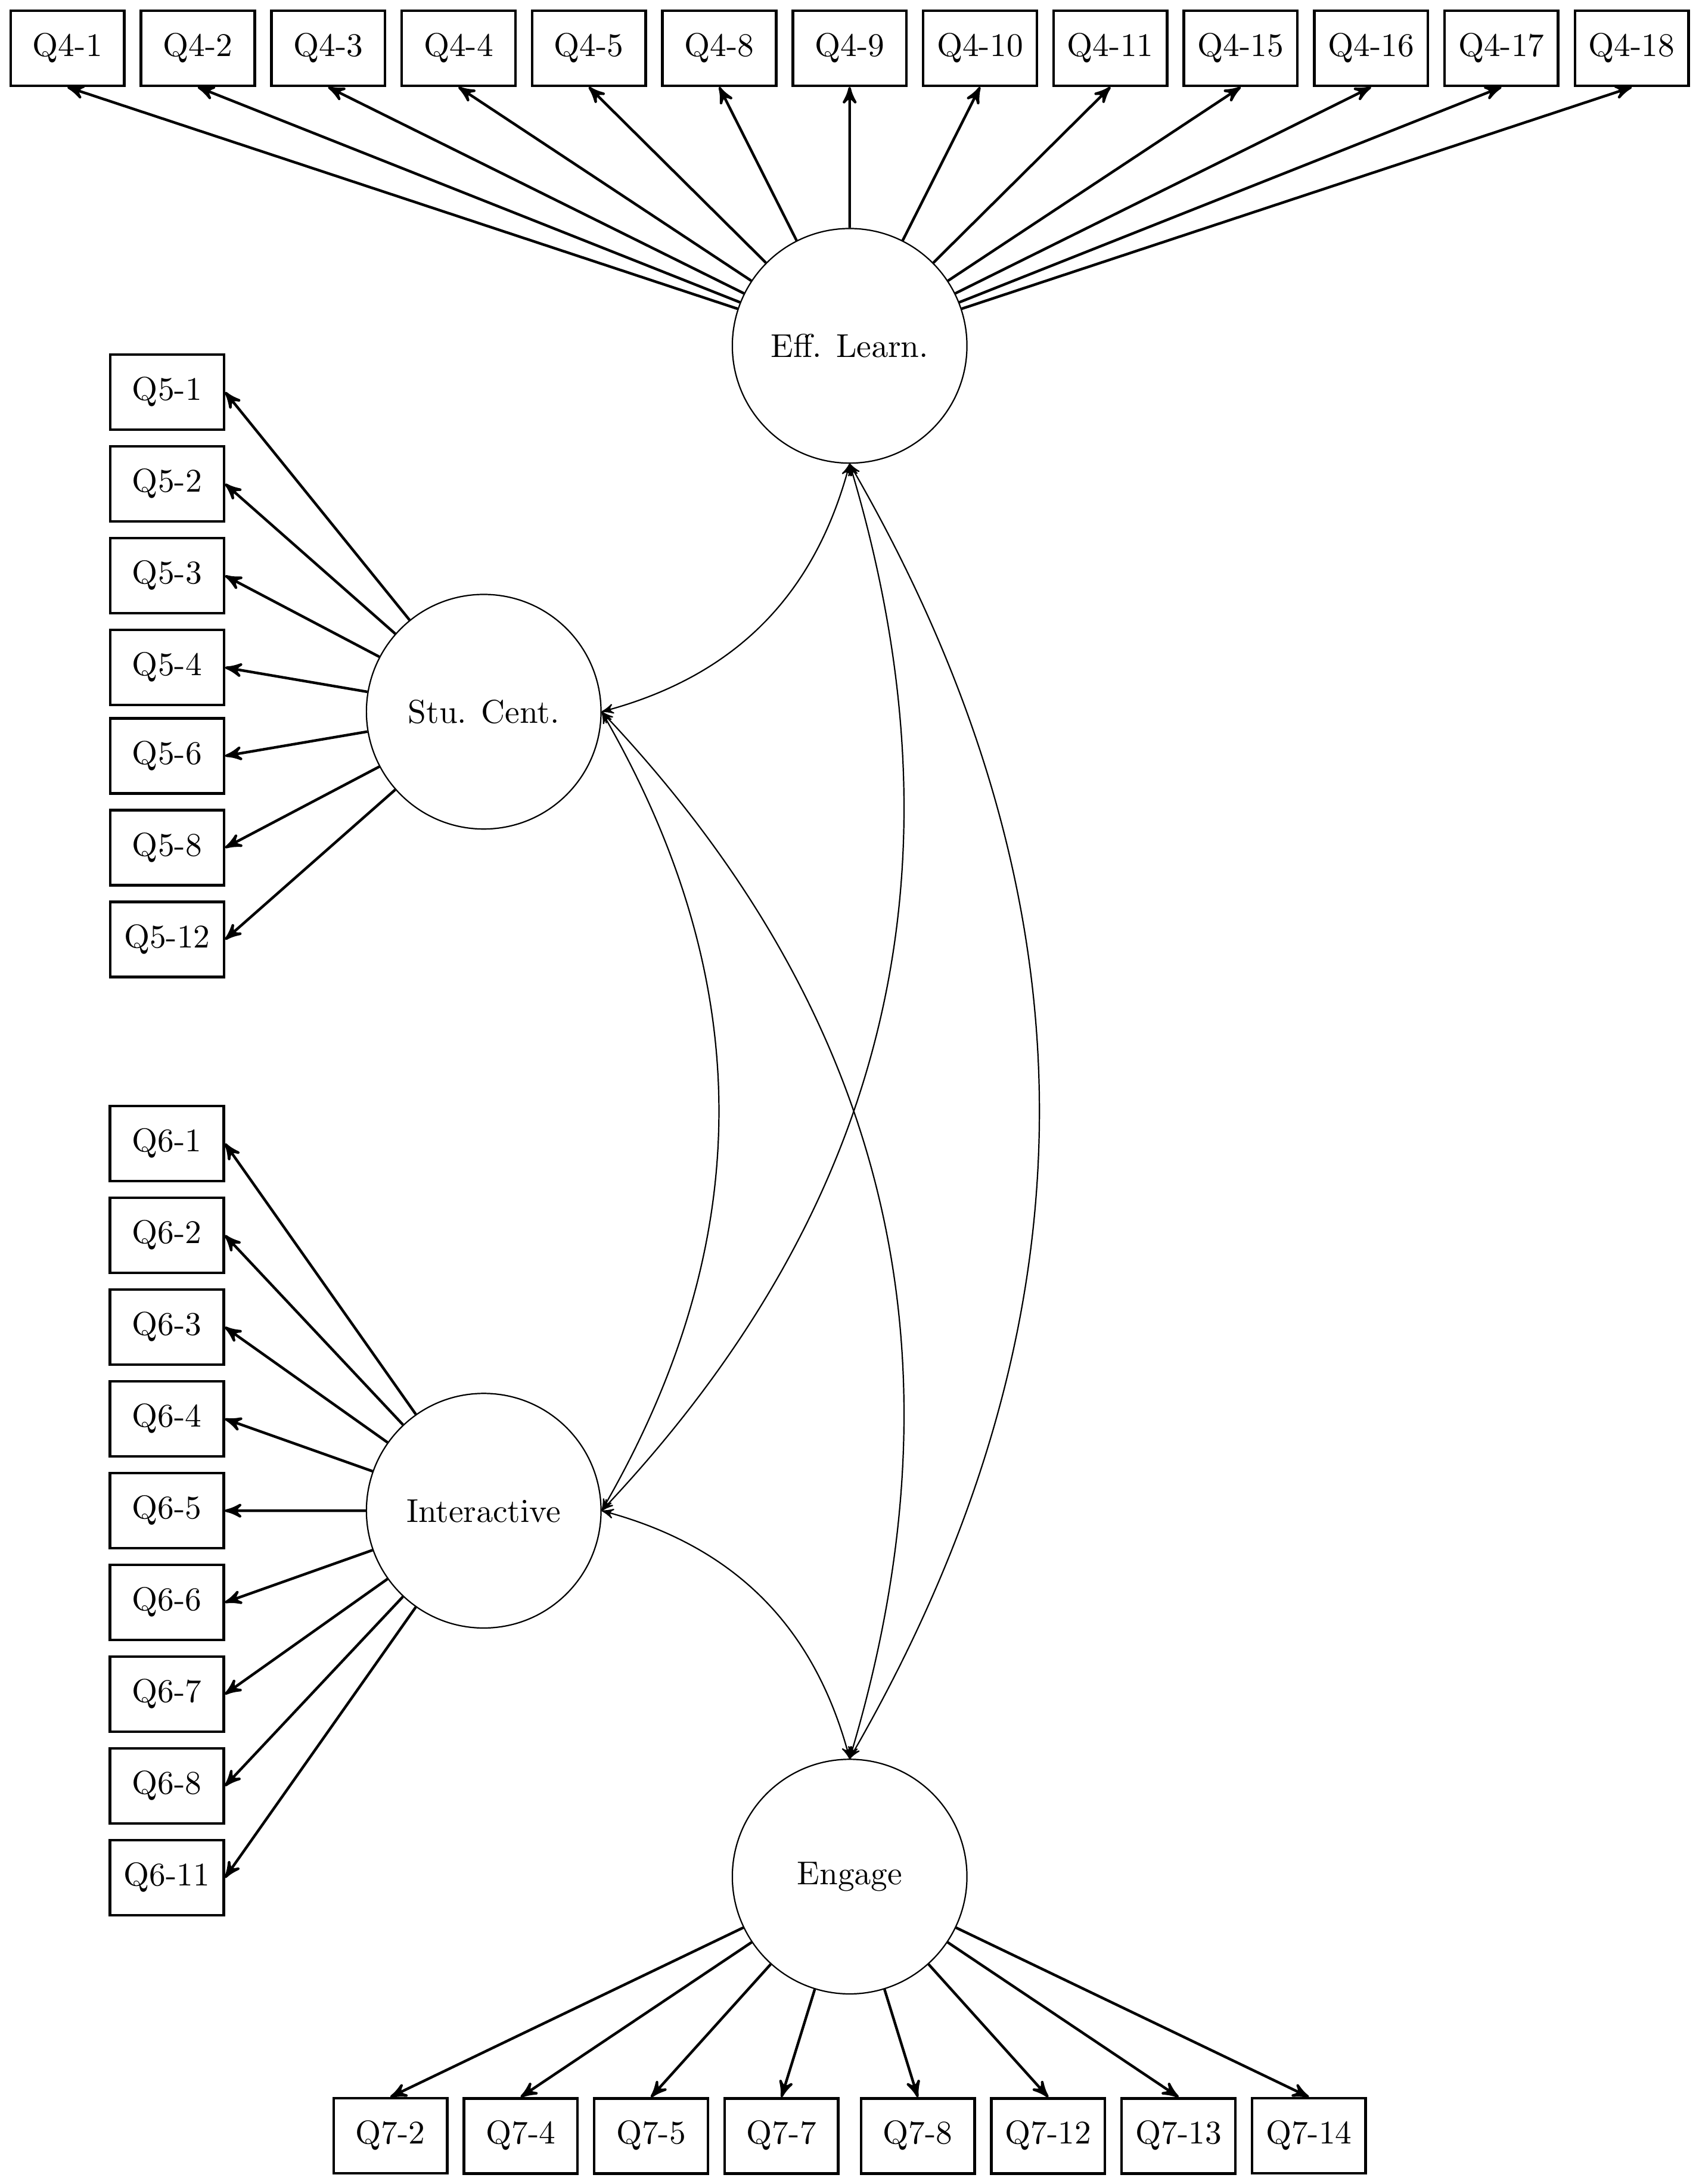 Q4-1 Q4-2 Q4-3 Q4-4 Q4-5 Q4-8 Q4-9 Q4-10 Q4-11 Q4-15 Q4-16 Q4-17 Q4-18
Eff. Learn.
Q5-1
Q5-2
Q5-3
Q5-4
Stu. Cent.
Q5-6
Q5-8
Q5-12
Q6-1
Q6-2
Q6-3
Q6-4
Q6-5
Interactive
Q6-6
Q6-7
Q6-8
Q6-11
Engage
Q7-2 Q7-4 Q7-5 Q7-7 Q7-8 Q7-12 Q7-13 Q7-14